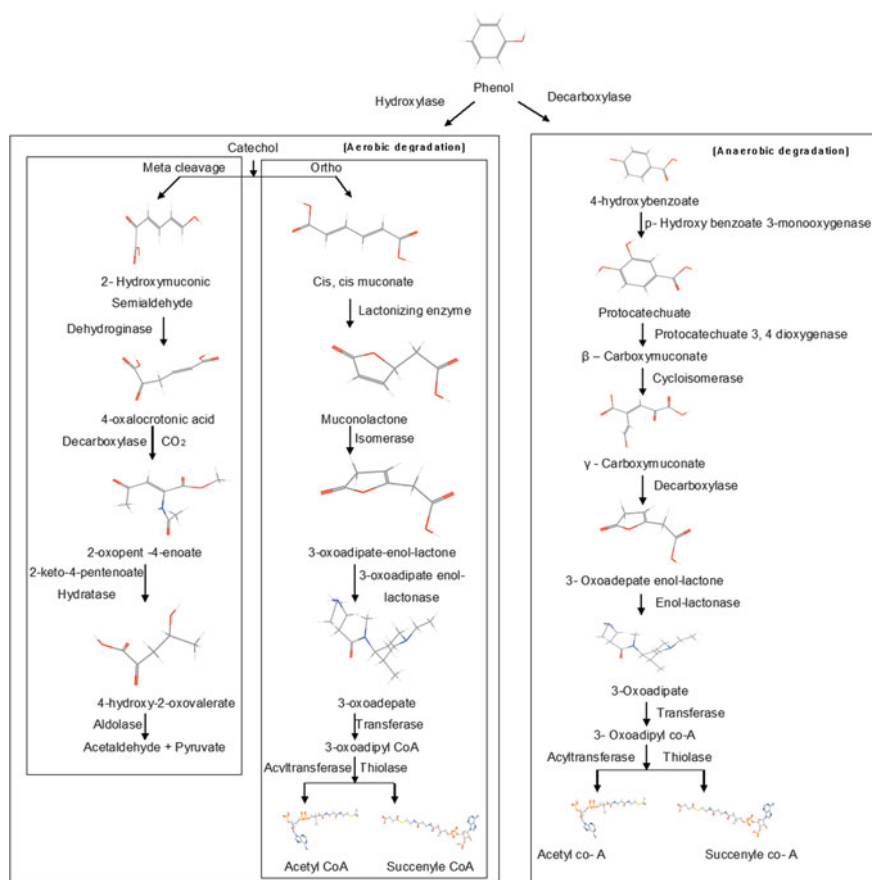 Phenol
Hydroxylase
Decarboxylase
Catechol
[Aerobic degradation]
Meta cleavage
Ortho
2- Hydroxymuconic
Semialdehyde
Dehydroginase
4-oxalocrotonic acid
Decarboxylase
CO₂
2-oxopent -4-enoate
2-keto-4-pentenoate
Hydratase
4-hydroxy-2-oxovalerate
Aldolase
Acetaldehyde + Pyruvate
Cis, cis muconate
Lactonizing enzyme
Muconolactone
Isomerase
3-oxoadipate-enol-lactone
3-oxoadipate enol-
lactonase
3-oxoadepate
Transferase
3-oxoadipyl CoA
Acyltransferase
Thiolase
Acetyl CoA
Succenyle CoA
[Anaerobic degradation]
4-hydroxybenzoate
p- Hydroxy benzoate 3-monooxygenase
Protocatechuate
Protocatechuate 3, 4 dioxygenase
β – Carboxymuconate
Cycloisomerase
γ - Carboxymuconate
Decarboxylase
3- Oxoadepate enol-lactone
Enol-lactonase
3-Oxoadipate
Transferase
3- Oxoadipyl co-A
Acyltransferase
Thiolase
Acetyl co- A
Succenyle co- A